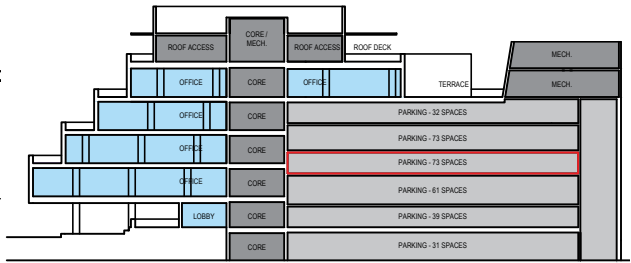 CORE /
MECH.
ROOF ACCESS
ROOF ACCESS
ROOF DECK
MECH.
OFFICE
CORE
OFFICE
TERRACE
MECH.
OFFICE
CORE
PARKING - 32 SPACES
PARKING - 73 SPACES
OFFICE
CORE
PARKING - 73 SPACES
OFFICE
CORE
PARKING - 61 SPACES
LOBBY
CORE
PARKING - 39 SPACES
CORE
PARKING - 31 SPACES